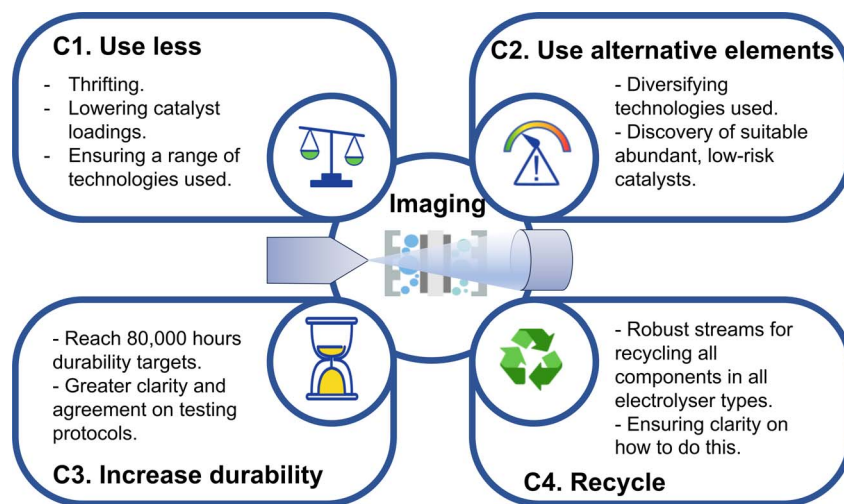 C1. Use less
- Thrifting.
- Lowering catalyst
loadings.
- Ensuring a range of
technologies used.
C2. Use alternative elements
- Diversifying
technologies used.
- Discovery of suitable
abundant, low-risk
catalysts.
Imaging
- Reach 80,000 hours
durability targets.
- Greater clarity and
agreement on testing
protocols.
C3. Increase durability
- Robust streams for
recycling all
components in all
electrolyser types.
- Ensuring clarity on
how to do this.
C4. Recycle